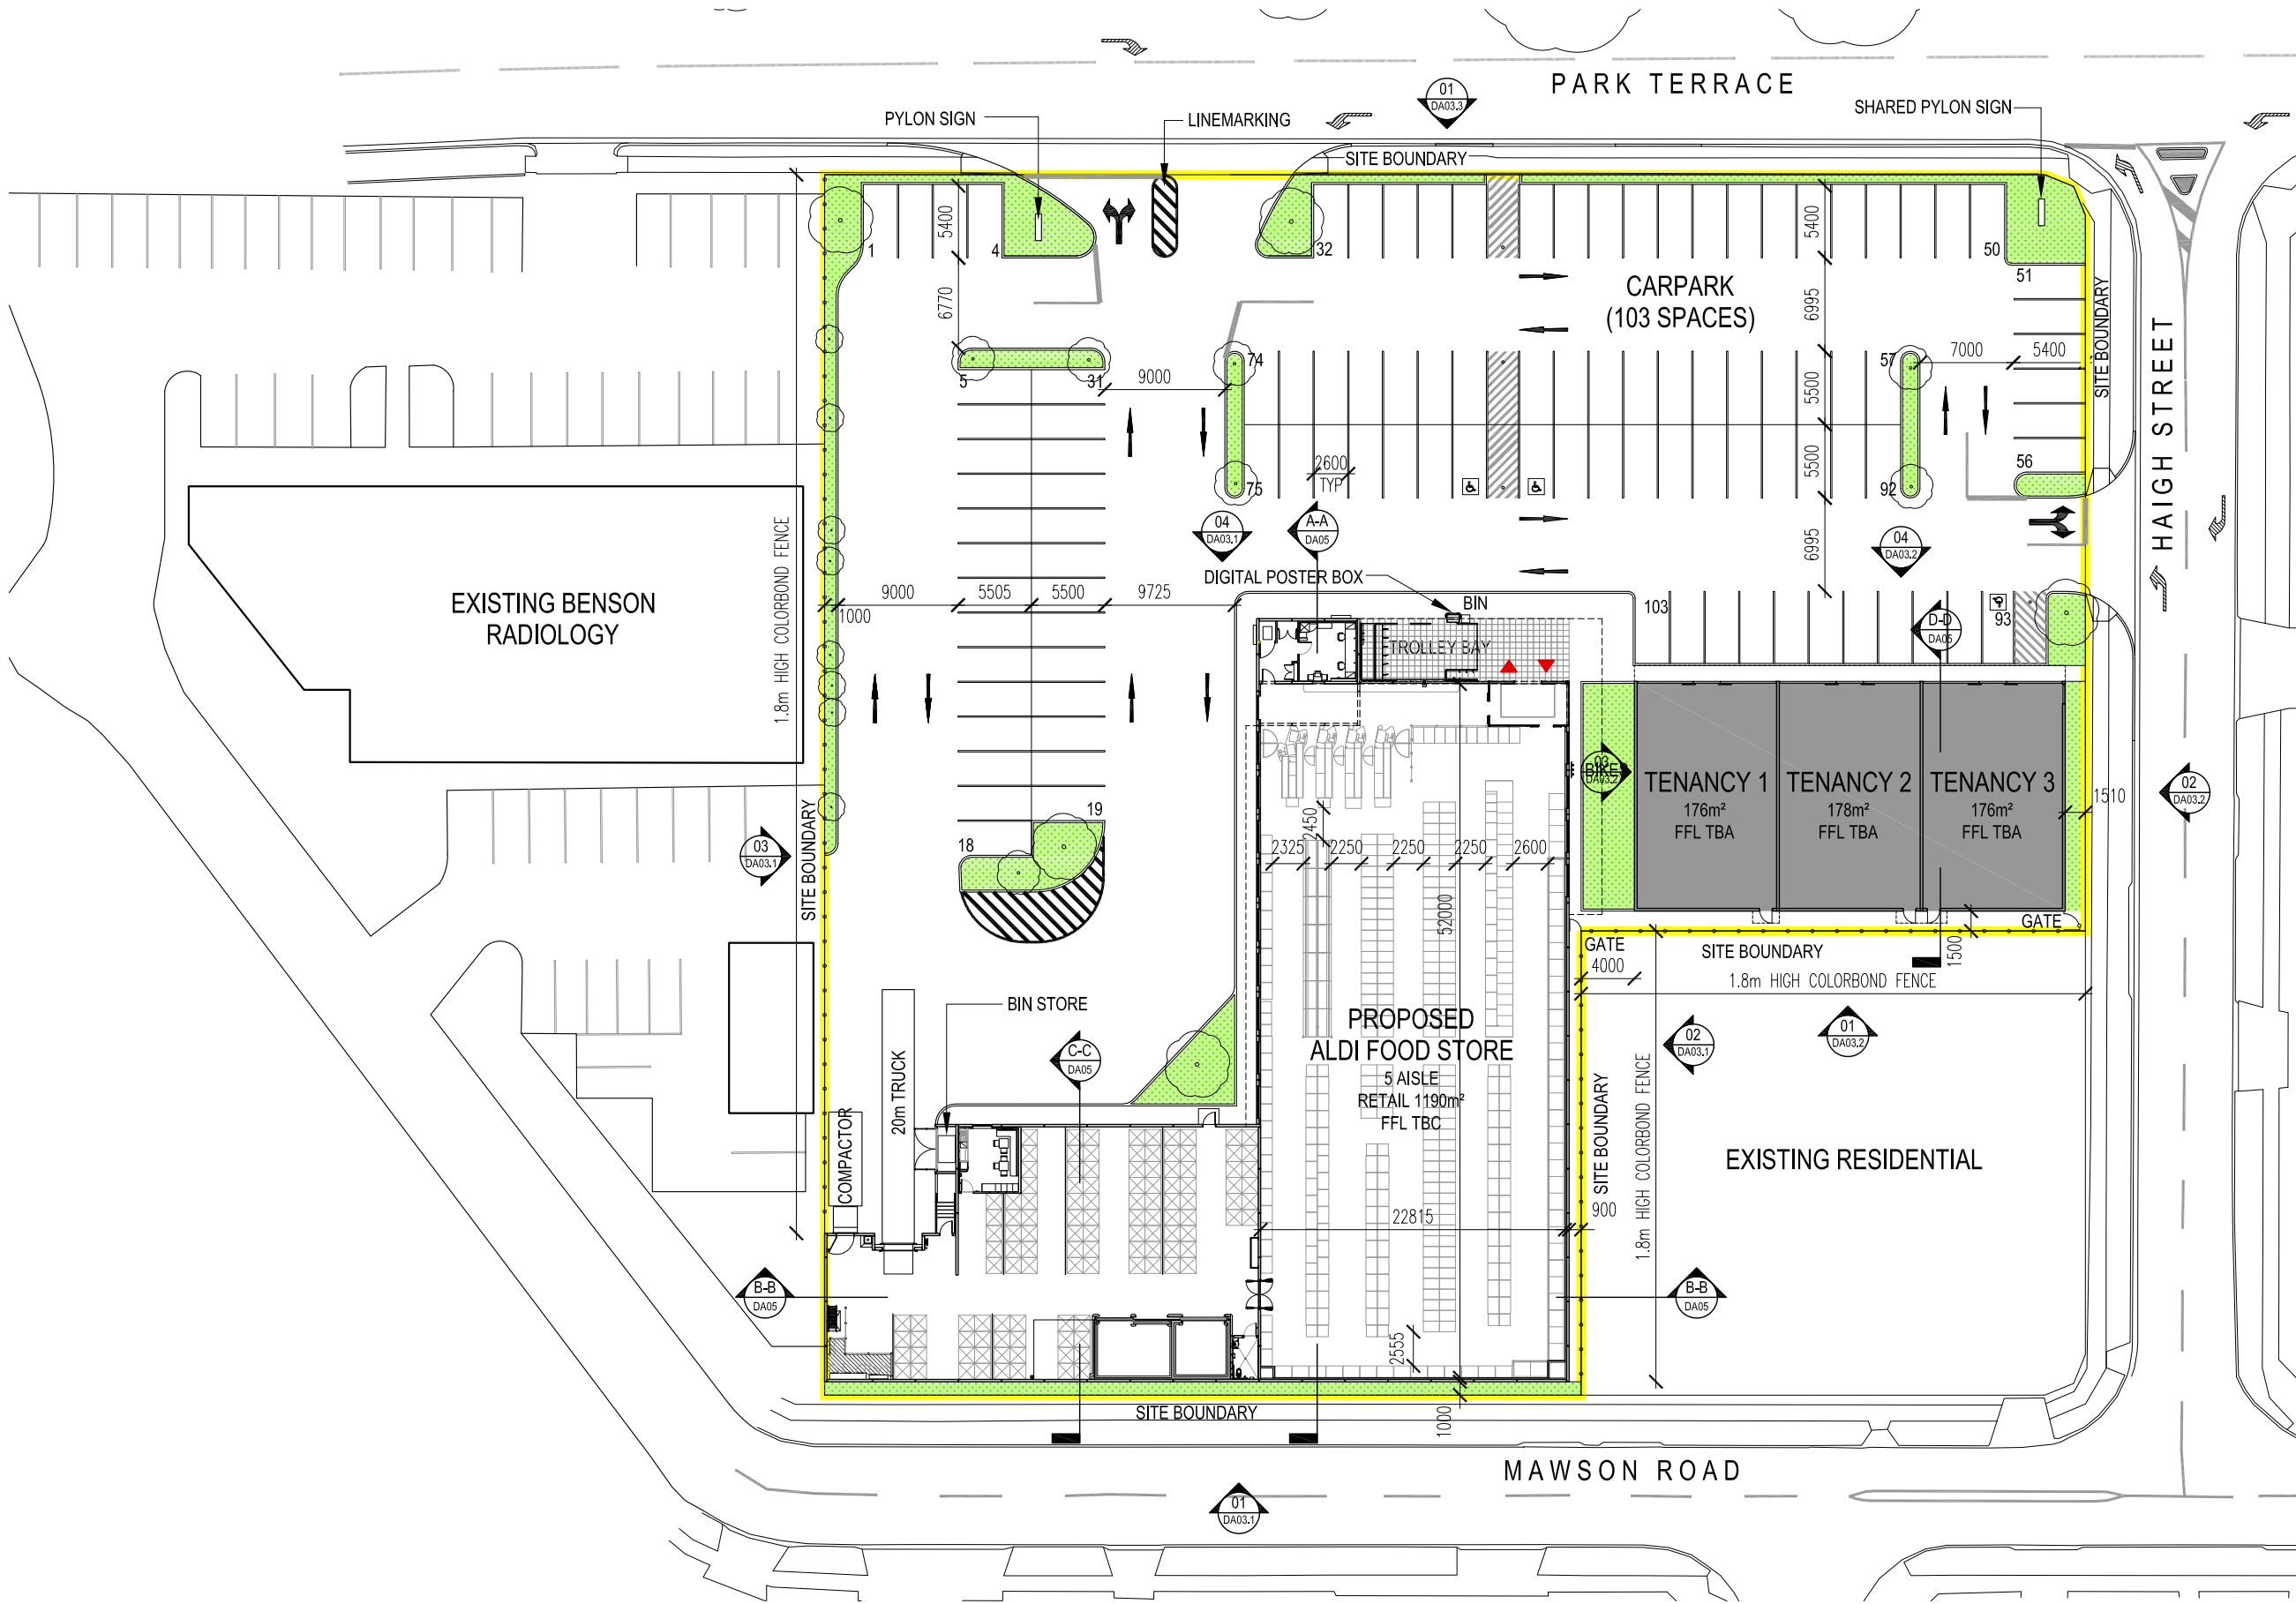 PARK TERRACE
01
DA03.3
SHARED PYLON SIGN
PYLON SIGN
LINEMARKING
SITE BOUNDARY
5400
5400
1
4
32
50
51
CARPARK
(103 SPACES)
6770
6995
SITE BOUNDARY
HAIGH STREET
5
31
9000
74
57
7000
5400
5500
2600
TYP
5500
56
75
92
04
DA03.1
A-A
DA05
04
DA03.2
6995
1.8m HIGH COLORBOND FENCE
DIGITAL POSTER BOX
EXISTING BENSON
RADIOLOGY
9000
5505
5500
9725
1000
BIN
103
93
D-D
DA05
TROLLEY BAY
03
DA03.2
BIKES
TENANCY 1
176m²
FFL TBA
TENANCY 2
178m²
FFL TBA
TENANCY 3
176m²
FFL TBA
1510
02
DA03.2
19
18
03
DA03.1
SITE BOUNDARY
2450
2325
2250
2250
2250
2600
52000
GATE
GATE
4000
SITE BOUNDARY
1500
1.8m HIGH COLORBOND FENCE
BIN STORE
PROPOSED
ALDI FOOD STORE
5 AISLE
RETAIL 1190m²
FFL TBC
02
DA03.1
01
DA03.2
C-C
DA05
20m TRUCK
COMPACTOR
SITE BOUNDARY
1.8m HIGH COLORBOND FENCE
EXISTING RESIDENTIAL
22815
900
B-B
DA05
B-B
DA05
2555
SITE BOUNDARY
1000
MAWSON ROAD
01
DA03.1